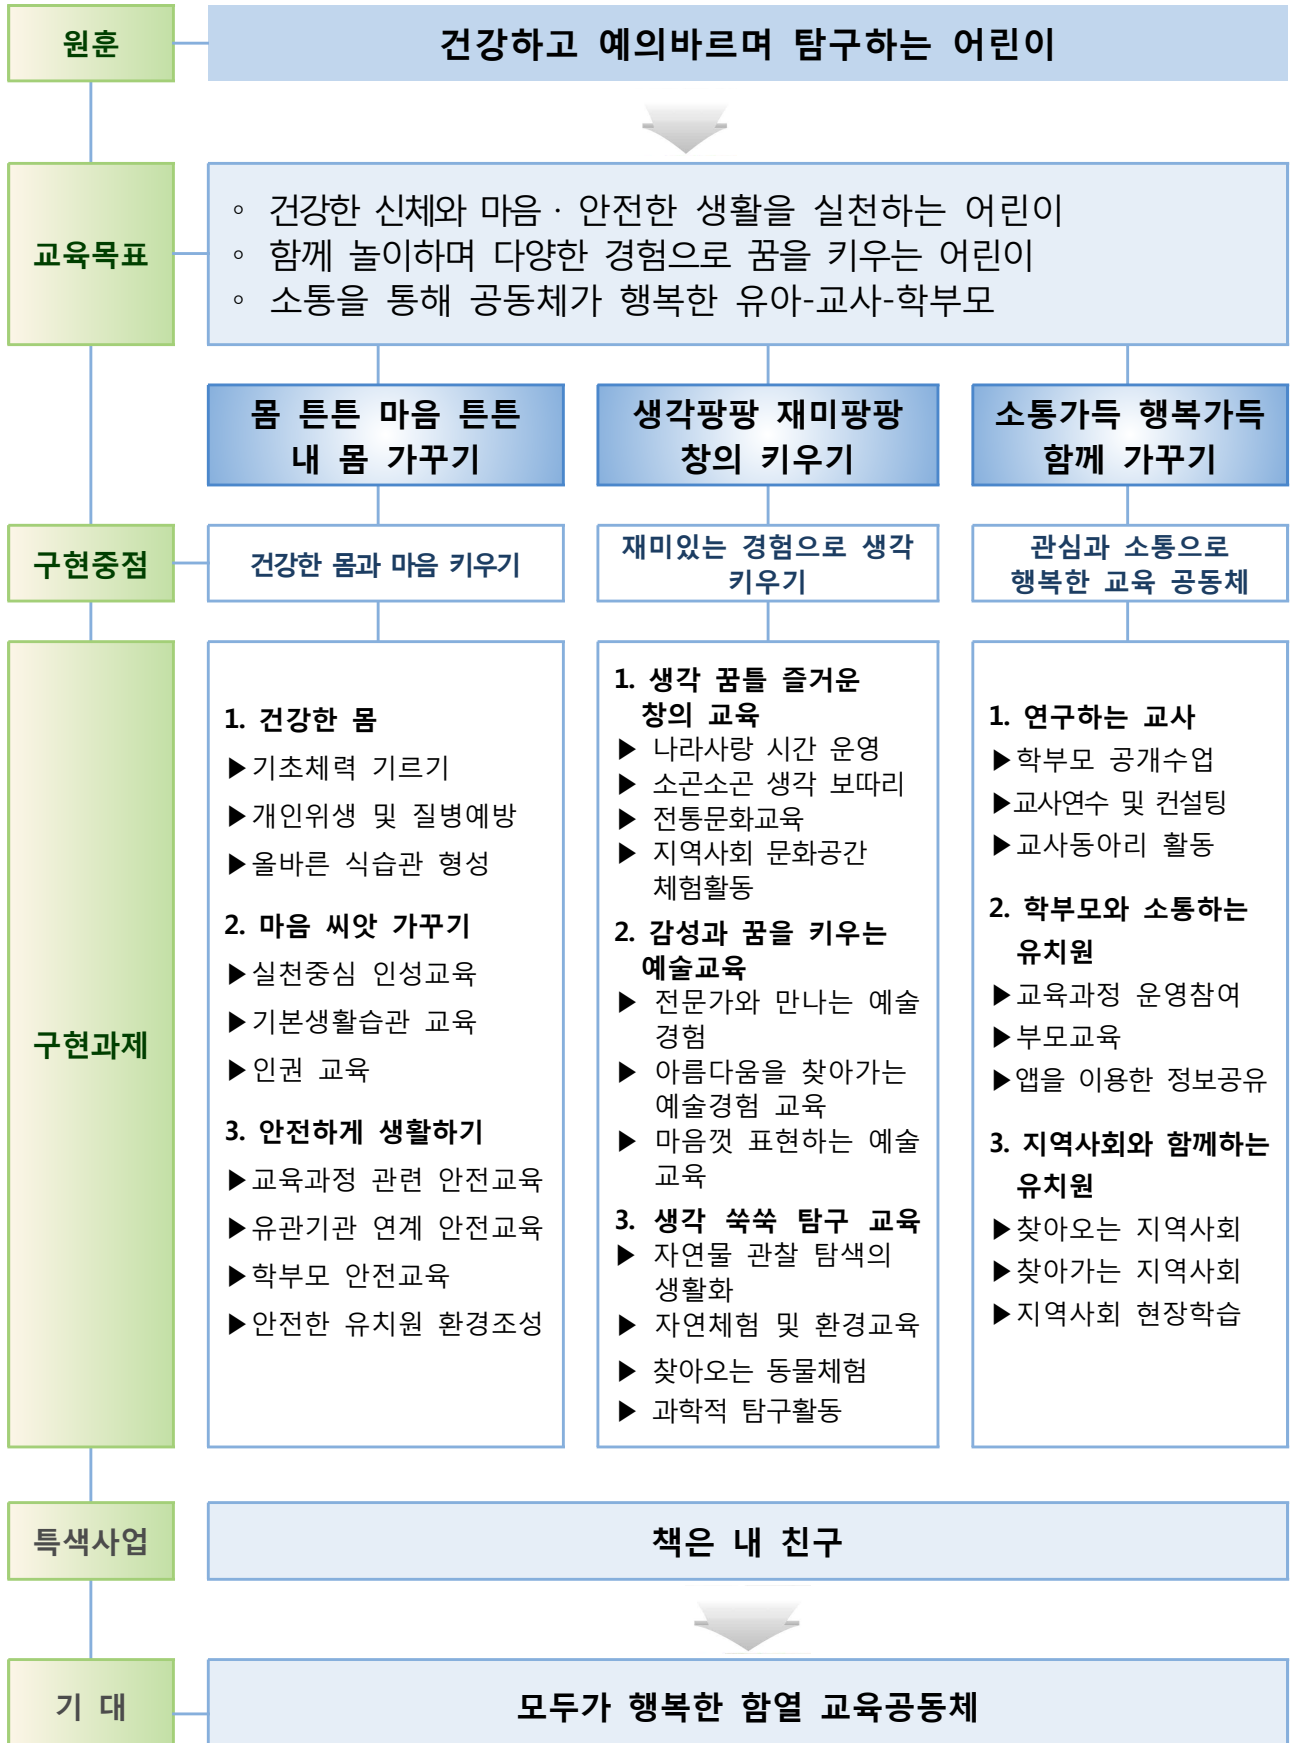 원훈
건강하고 예의바르며 탐구하는 어린이
교육목표
◦ 건강한 신체와 마음 · 안전한 생활을 실천하는 어린이
◦ 함께 놀이하며 다양한 경험으로 꿈을 키우는 어린이
◦ 소통을 통해 공동체가 행복한 유아-교사-학부모
몸 튼튼 마음 튼튼
내 몸 가꾸기
생각팡팡 재미팡팡
창의 키우기
소통가득 행복가득
함께 가꾸기
구현중점
건강한 몸과 마음 키우기
재미있는 경험으로 생각
키우기
관심과 소통으로
행복한 교육 공동체
구현과제
1. 건강한 몸
▶기초체력 기르기
▶개인위생 및 질병예방
▶올바른 식습관 형성
2. 마음 씨앗 가꾸기
▶실천중심 인성교육
▶기본생활습관 교육
▶인권 교육
3. 안전하게 생활하기
▶교육과정 관련 안전교육
▶유관기관 연계 안전교육
▶학부모 안전교육
▶안전한 유치원 환경조성
1. 생각 꿈틀 즐거운
창의 교육
▶ 나라사랑 시간 운영
▶ 소곤소곤 생각 보따리
▶ 전통문화교육
▶ 지역사회 문화공간
체험활동
2. 감성과 꿈을 키우는
예술교육
▶ 전문가와 만나는 예술
경험
▶ 아름다움을 찾아가는
예술경험 교육
▶ 마음껏 표현하는 예술
교육
3. 생각 쑥쑥 탐구 교육
▶ 자연물 관찰 탐색의
생활화
▶ 자연체험 및 환경교육
▶ 찾아오는 동물체험
▶ 과학적 탐구활동
1. 연구하는 교사
▶학부모 공개수업
▶교사연수 및 컨설팅
▶교사동아리 활동
2. 학부모와 소통하는
유치원
▶교육과정 운영참여
▶부모교육
▶앱을 이용한 정보공유
3. 지역사회와 함께하는
유치원
▶찾아오는 지역사회
▶찾아가는 지역사회
▶지역사회 현장학습
특색사업
책은 내 친구
기 대
모두가 행복한 함열 교육공동체